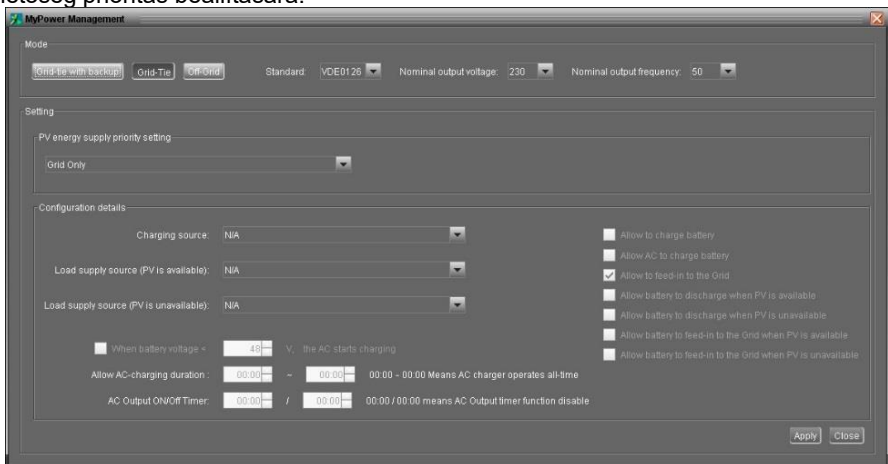 prioritás beállítására.
MyPower Management
Mode
Grid-tie with backup Grid-Tie Off-Grid Standard: VDE0126 Nominal output voltage: 230 Nominal output frequency: 50
Setting
PV energy supply priority setting
Grid Only
Configuration details
Charging source: N/A
Load supply source (PV is available): N/A
Load supply source (PV is unavailable): N/A
When battery voltage < 48 V, the AC starts charging
Allow AC-charging duration : 00:00 ~ 00:00 00:00 ~ 00:00 Means AC charger operates all-time
AC Output ON/Off Timer: 00:00 / 00:00 00:00 / 00:00 means AC Output timer function disable
Allow to charge battery
Allow AC to charge battery
Allow to feed-in to the Grid
Allow battery to discharge when PV is available
Allow battery to discharge when PV is unavailable
Allow battery to feed-in to the Grid when PV is available
Allow battery to feed-in to the Grid when PV is unavailable
Apply Close